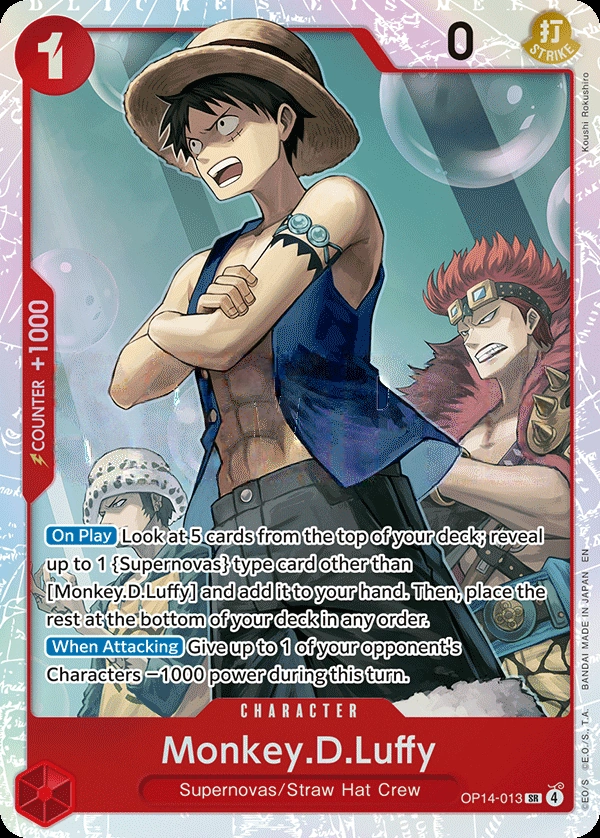 DLICHES EISTMEER
1
0
打
STRIKE
Koushi Rokushiro
COUNTER +1000
On Play Look at 5 cards from the top of your deck; reveal
up to 1 {Supernovas} type card other than
[Monkey.D.Luffy] and add it to your hand. Then, place the
rest at the bottom of your deck in any order.
When Attacking Give up to 1 of your opponent's
Characters −1000 power during this turn.
©E.O/S ©E.O./S., T.A. BANDAI MADE IN JAPAN EN
CHARACTER
Monkey.D.Luffy
Supernovas/Straw Hat Crew
OP14-013 SR 4